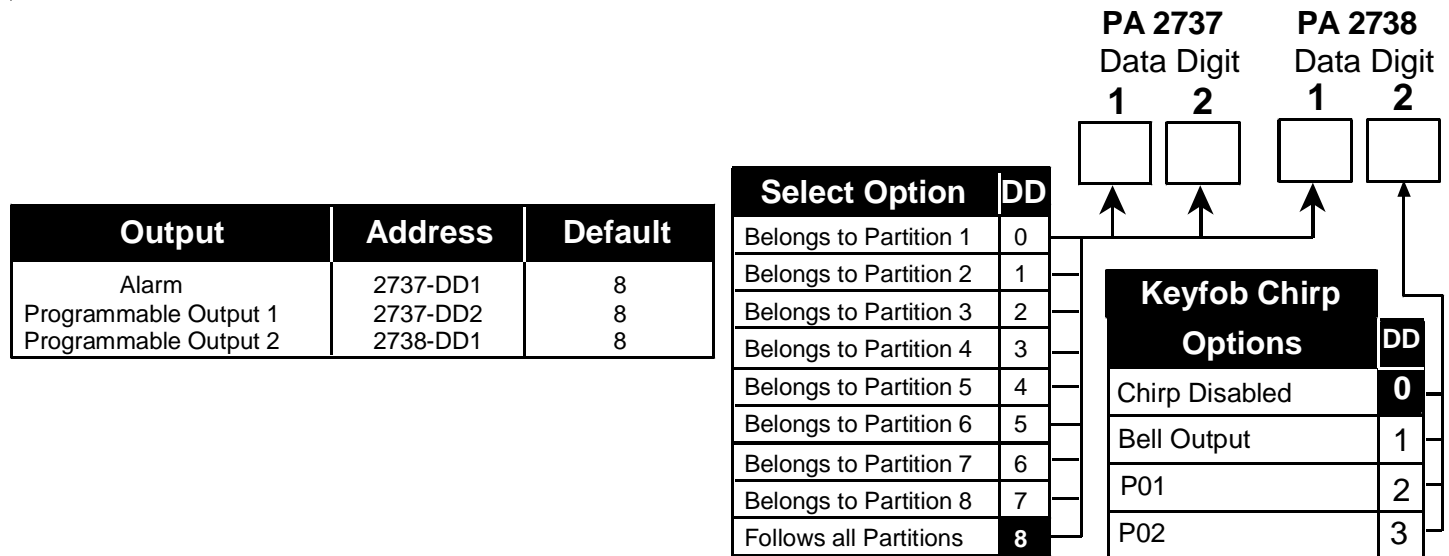 PA 2737 PA 2738
Data Digit Data Digit
1 2 1 2
Output Address Default
Alarm 2737-DD1 8
Programmable Output 1 2737-DD2 8
Programmable Output 2 2738-DD1 8
Select Option DD
Belongs to Partition 1 0
Belongs to Partition 2 1
Belongs to Partition 3 2
Belongs to Partition 4 3
Belongs to Partition 5 4
Belongs to Partition 6 5
Belongs to Partition 7 6
Belongs to Partition 8 7
Follows all Partitions 8
Keyfob Chirp
Options DD
Chirp Disabled 0
Bell Output 1
P01 2
P02 3